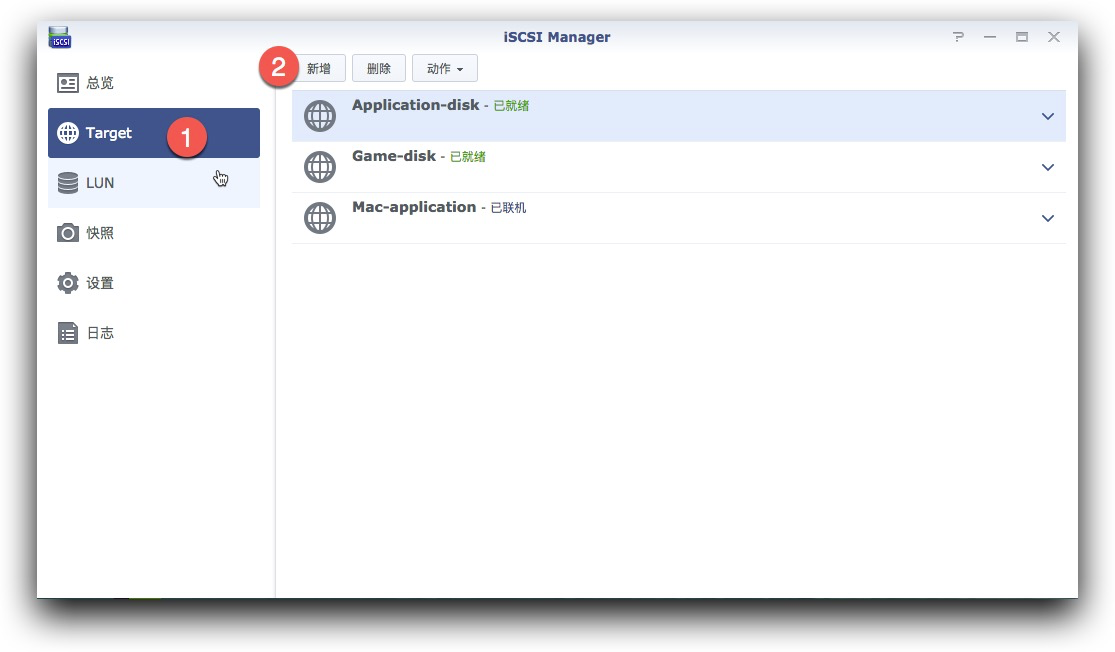 iSCSI
iSCSI Manager
总览
Target
1
LUN
快照
设置
日志
2
新增
删除
动作
Application-disk - 已就绪
Game-disk - 已就绪
Mac-application - 已联机